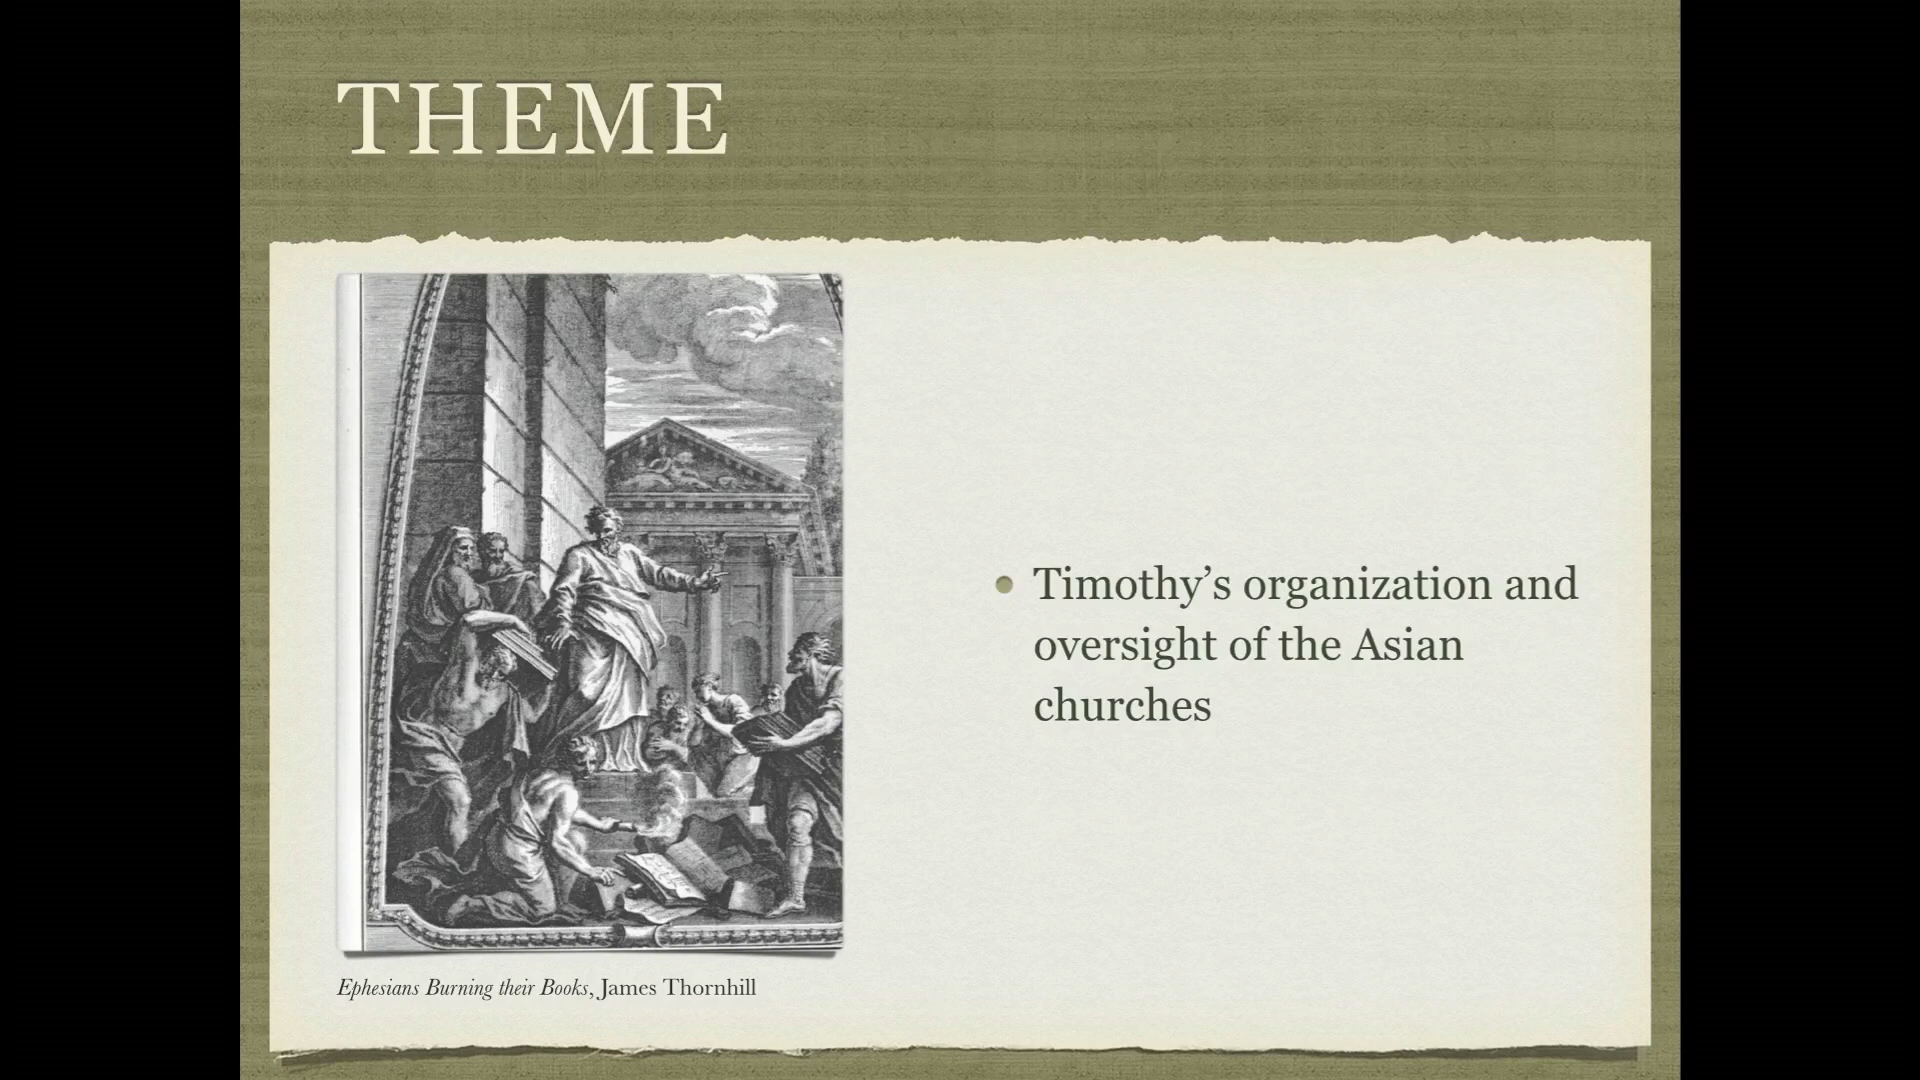 THEME
Timothy’s organization and
oversight of the Asian
churches
Ephesians Burning their Books, James Thornhill